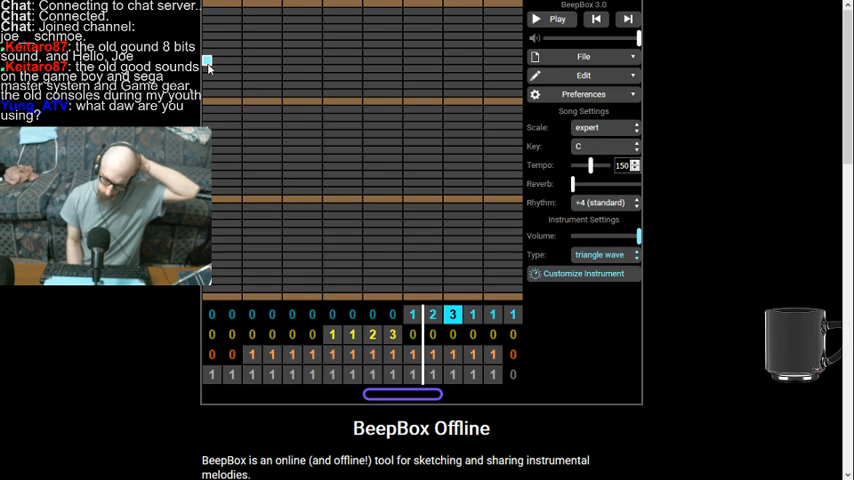 Chat: Connecting to chat server..
Chat: Connected.
Chat: Joined channel:
joe__schmoe.
Keitaro87: the old gound 8 bits
sound, and Hello, Joe
Keitaro87: the old good sounds
on the game boy and sega
master system and Game gear,
the old consoles during my youth
Yung_ATV: what daw are you
using?
BeepBox 3.0
Play
File
Edit
Preferences
Song Settings
Scale: expert
Key: C
Tempo: 150
Reverb:
Rhythm: ÷4 (standard)
Instrument Settings
Volume:
Type: triangle wave
Customize Instrument
0 0 0 0 0 0 0 0 0 0 1 2 3 1 1 1
0 0 0 0 0 0 1 1 2 3 0 0 0 0 0 0
0 0 1 1 1 1 1 1 1 1 1 1 1 1 1 0
1 1 1 1 1 1 1 1 1 1 1 1 1 1 1 0
BeepBox Offline
BeepBox is an online (and offline!) tool for sketching and sharing instrumental
melodies.